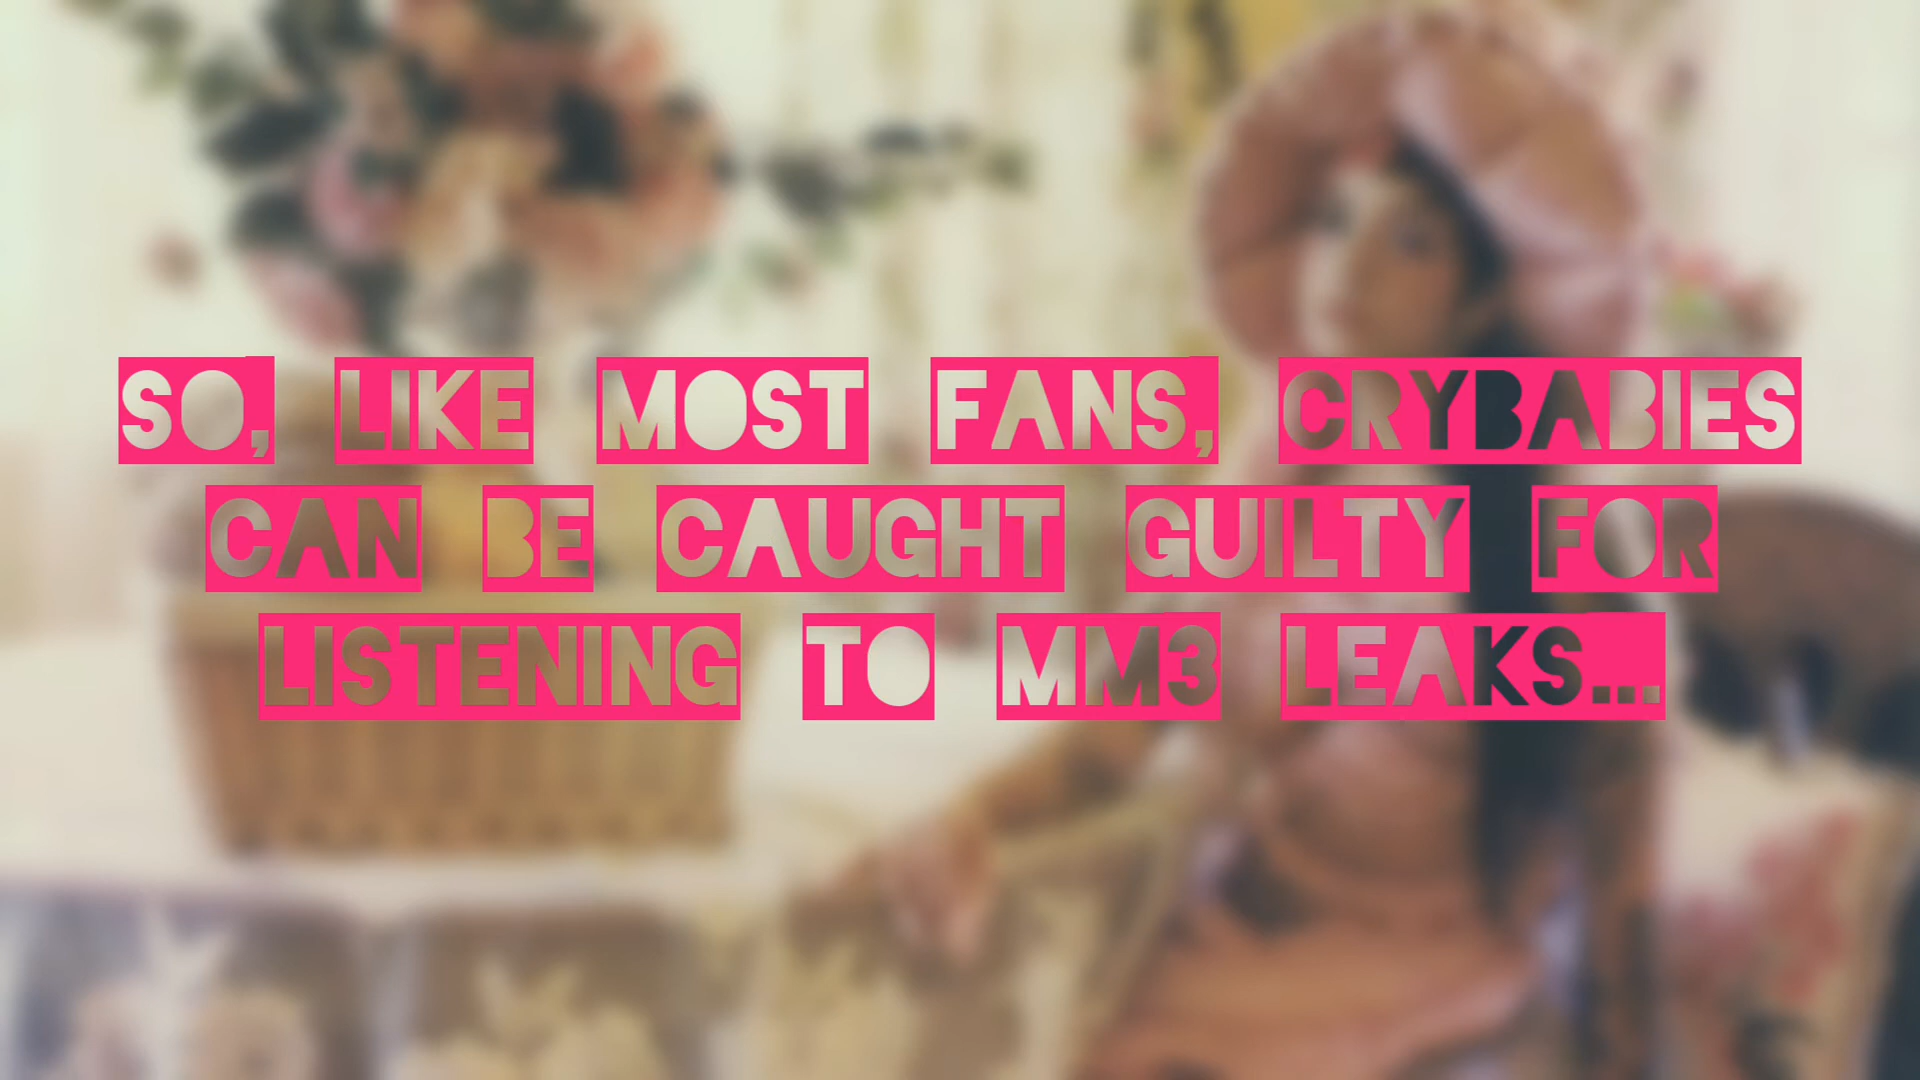 SO, LIKE MOST FANS, CRYBABIES
CAN BE CAUGHT GUILTY FOR
LISTENING TO MM3 LEAKS...